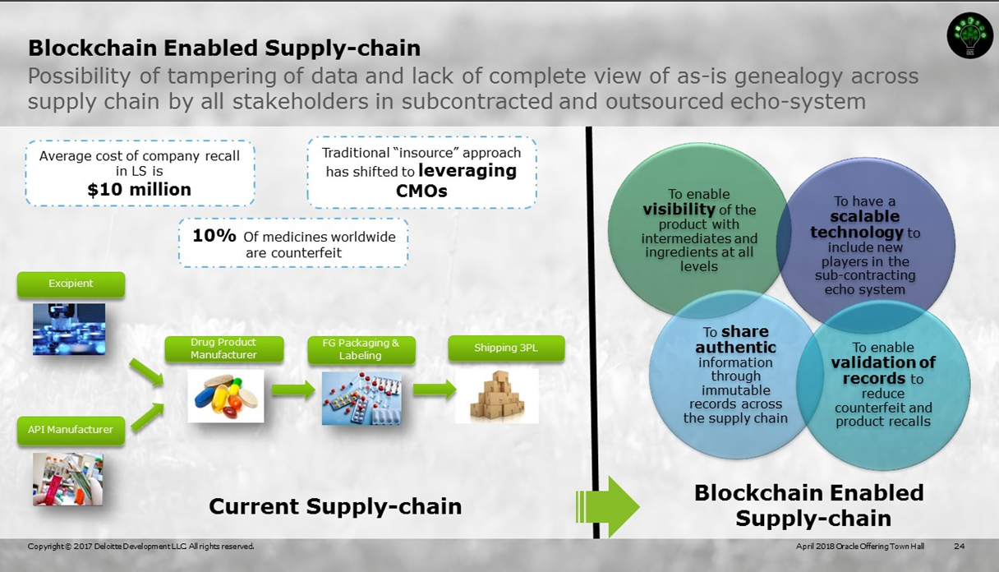 Blockchain Enabled Supply-chain
Possibility of tampering of data and lack of complete view of as-is genealogy across
supply chain by all stakeholders in subcontracted and outsourced echo-system
Average cost of company recall
in LS is
$10 million
Traditional “insource” approach
has shifted to leveraging
CMOs
10% Of medicines worldwide
are counterfeit
Excipient
API Manufacturer
Drug Product
Manufacturer
FG Packaging &
Labeling
Shipping 3PL
Current Supply-chain
To enable
visibility of the
product with
intermediates and
ingredients at all
levels
To have a
scalable
technology to
include new
players in the
sub-contracting
echo system
To share
authentic
information
through
immutable
records across
the supply chain
To enable
validation of
records to
reduce
counterfeit and
product recalls
Blockchain Enabled
Supply-chain
Copyright © 2017 Deloitte Development LLC. All rights reserved.
April 2018 Oracle Offering Town Hall
24